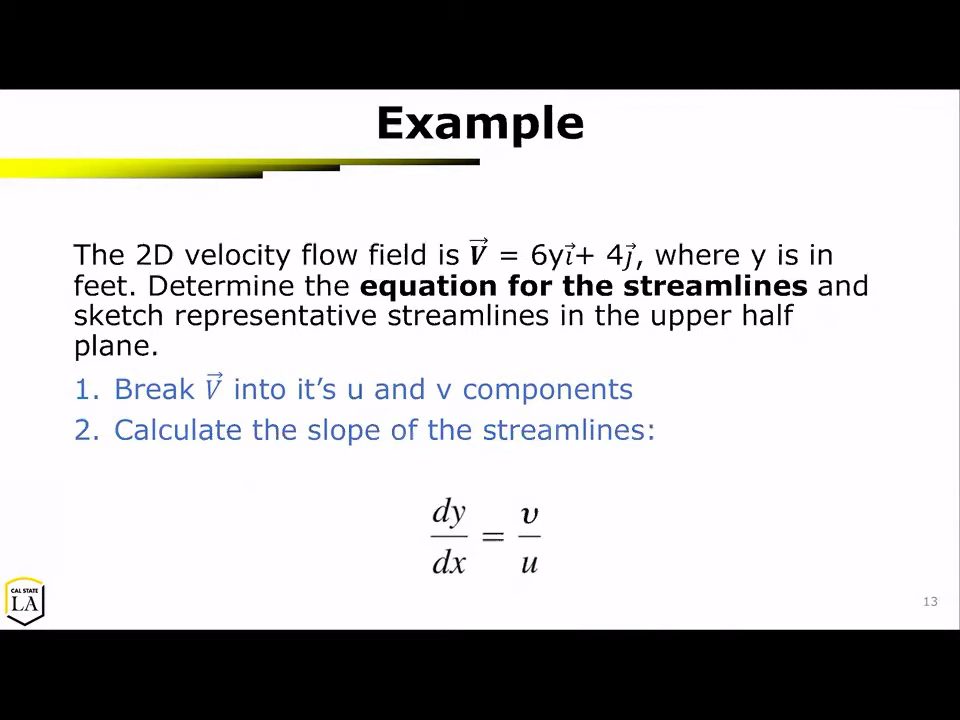 Example
The 2D velocity flow field is V⃗ = 6yi⃗+ 4j⃗, where y is in
feet. Determine the equation for the streamlines and
sketch representative streamlines in the upper half
plane.
1. Break V⃗ into it’s u and v components
2. Calculate the slope of the streamlines:
dy/dx = υ/u
CAL STATE
LA
13